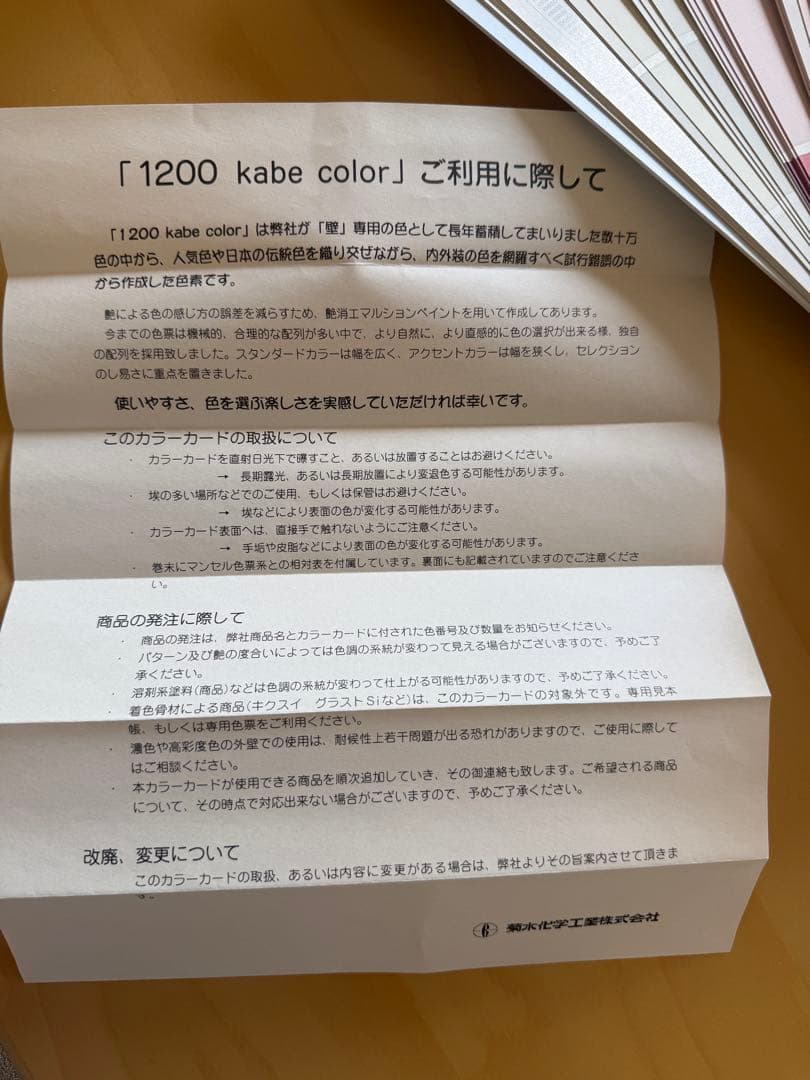 「1200 kabe color」ご利用に際して
「1200 kabe color」は弊社が「壁」専用の色として長年蓄積してまいりました数十万
色の中から、人気色や日本の伝統色を織り交ぜながら、内外装の色を網羅すべく試行錯誤の中
から作成した色素です。
艶による色の感じ方の誤差を減らすため、艶消エマルションペイントを用いて作成してあります。
今までの色票は機械的、合理的な配列が多い中で、より自然に、より直感的に色の選択が出来る様、独自
の配列を採用致しました。スタンダードカラーは幅を広く、アクセントカラーは幅を狭くし、セレクション
のし易さに重点を置きました。
使いやすさ、色を選ぶ楽しさを実感していただければ幸いです。
このカラーカードの取扱について
・ カラーカードを直射日光下で曝すこと、あるいは放置することはお避けください。
→ 長期露光、あるいは長期放置により変退色する可能性があります。
・ 埃の多い場所などでのご使用、もしくは保管はお避けください。
→ 埃などにより表面の色が変化する可能性があります。
・ カラーカード表面へは、直接手で触れないようにご注意ください。
→ 手垢や皮脂などにより表面の色が変化する可能性があります。
・ 巻末にマンセル色票系との相対表を付属しています。裏面にも記載されていますのでご注意くださ
い。
商品の発注に際して
・ 商品の発注は、弊社商品名とカラーカードに付された色番号及び数量をお知らせください。
・ パターン及び艶の度合いによっては色調の系統が変わって見える場合がございますので、予めご了
承ください。
・ 溶剤系塗料(商品)などは色調の系統が変わって仕上がる可能性がありますので、予めご了承ください。
・ 着色骨材による商品(キクスイ グラストSiなど)は、このカラーカードの対象外です。専用見本
帳、もしくは専用色票をご利用ください。
・ 濃色や高彩度色の外壁での使用は、耐候性上若干問題が出る恐れがありますので、ご使用に際して
はご相談ください。
・ 本カラーカードが使用できる商品を順次追加していき、その御連絡も致します。ご希望される商品
について、その時点で対応出来ない場合がございますので、予めご了承ください。
改廃、変更について
このカラーカードの取扱、あるいは内容に変更がある場合は、弊社よりその旨案内させて頂きま
す。
菊水化学工業株式会社